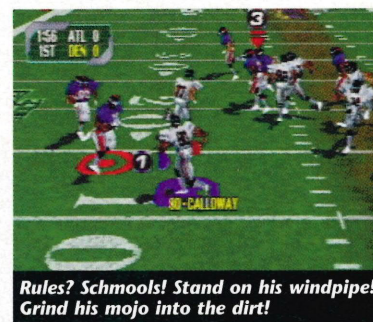 3
1:56 ATL 0
1ST DEN 0
1
80-CALLOWAY
10
Rules? Schmools! Stand on his windpipe!
Grind his mojo into the dirt!